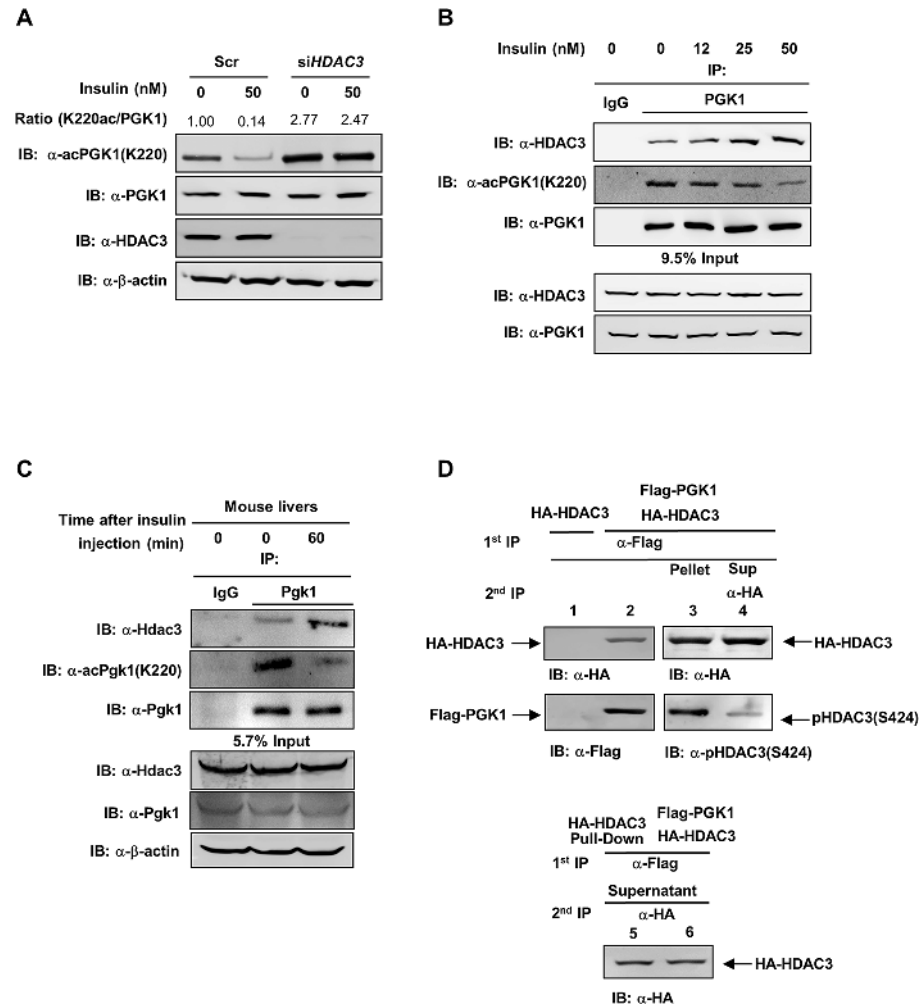 A
Scr siHDAC3
Insulin (nM) 0 50 0 50
Ratio (K220ac/PGK1) 1.00 0.14 2.77 2.47
IB: α-acPGK1(K220)
IB: α-PGK1
IB: α-HDAC3
IB: α-β-actin
B
Insulin (nM) 0 0 12 25 50
IP:
IgG PGK1
IB: α-HDAC3
IB: α-acPGK1(K220)
IB: α-PGK1
9.5% Input
IB: α-HDAC3
IB: α-PGK1
C
Mouse livers
Time after insulin
injection (min) 0 0 60
IP:
IgG Pgk1
IB: α-Hdac3
IB: α-acPgk1(K220)
IB: α-Pgk1
5.7% Input
IB: α-Hdac3
IB: α-Pgk1
IB: α-β-actin
D
Flag-PGK1
HA-HDAC3 HA-HDAC3
1st IP α-Flag
Pellet Sup
2nd IP α-HA
1 2 3 4
HA-HDAC3 HA-HDAC3
IB: α-HA IB: α-HA
Flag-PGK1 pHDAC3(S424)
IB: α-Flag IB: α-pHDAC3(S424)
HA-HDAC3 Flag-PGK1
Pull-Down HA-HDAC3
1st IP α-Flag
Supernatant
2nd IP α-HA
5 6
HA-HDAC3
IB: α-HA